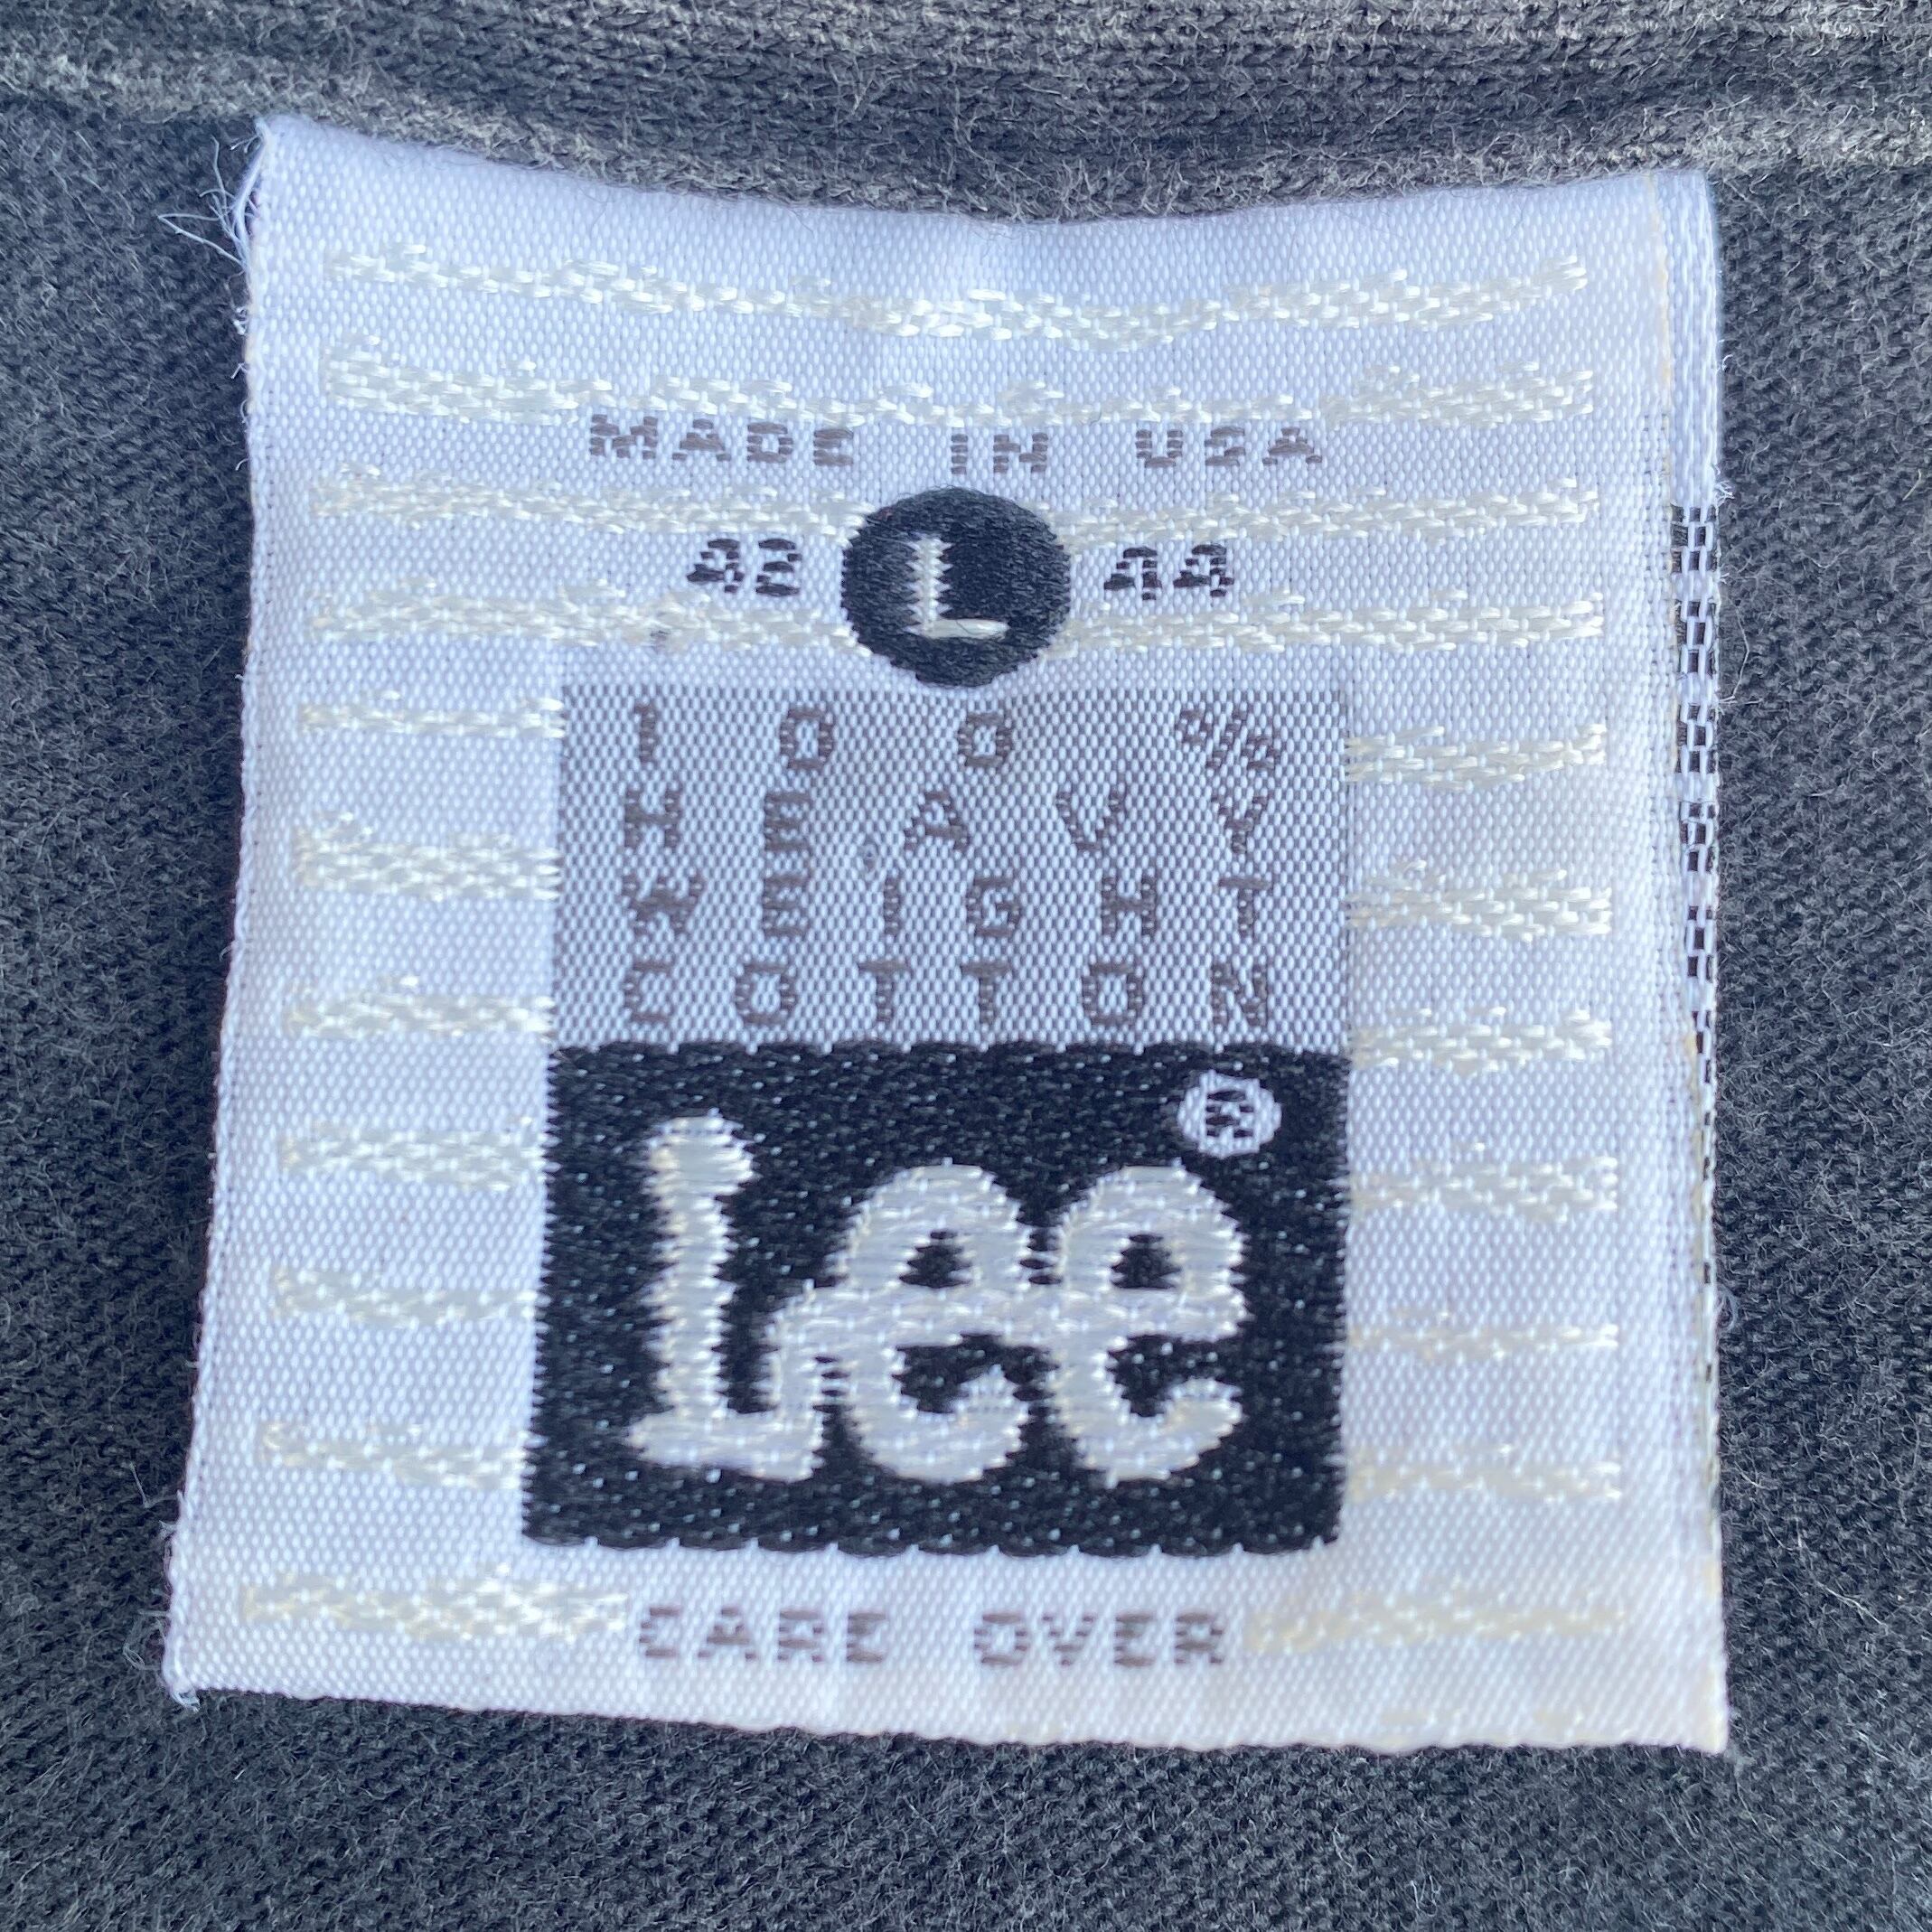 MADE IN USA
42 L 44
100%
HEAVY
WEIGHT
COTTON
Lee®
CARE OVER